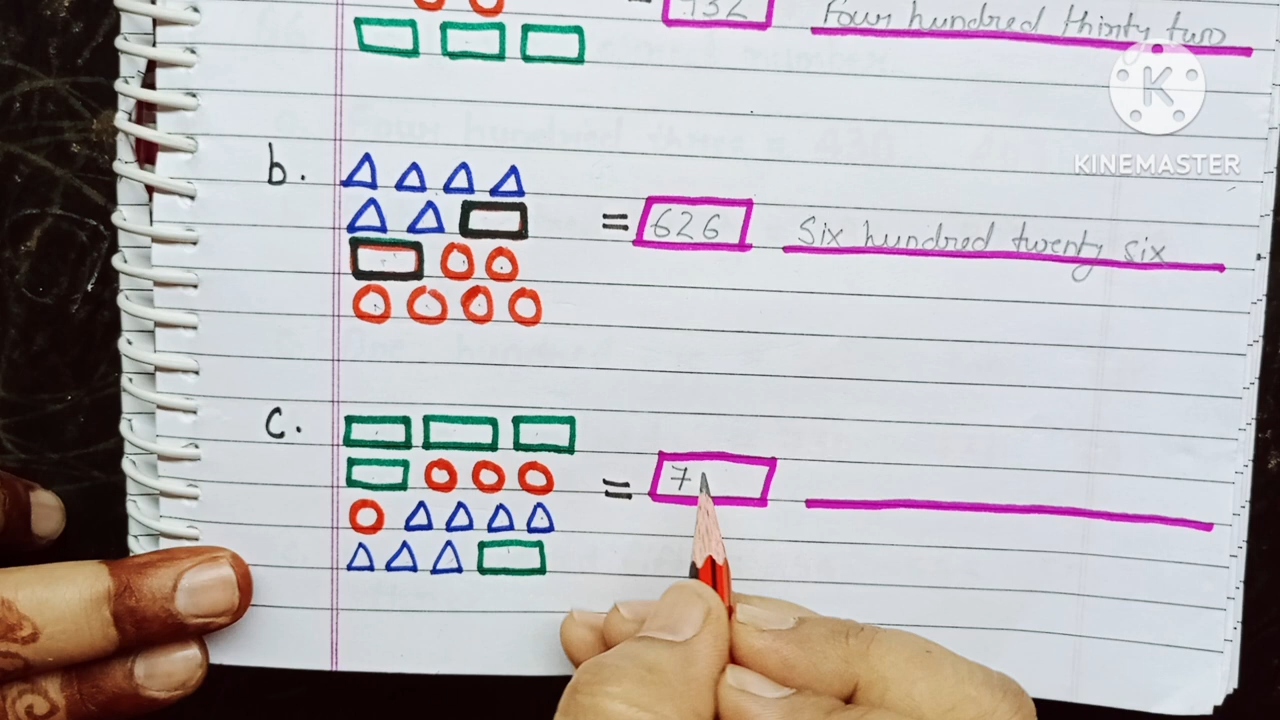 = 432 Four hundred thirty two
K
KINEMASTER
b. = 626 Six hundred twenty six
c. = 7